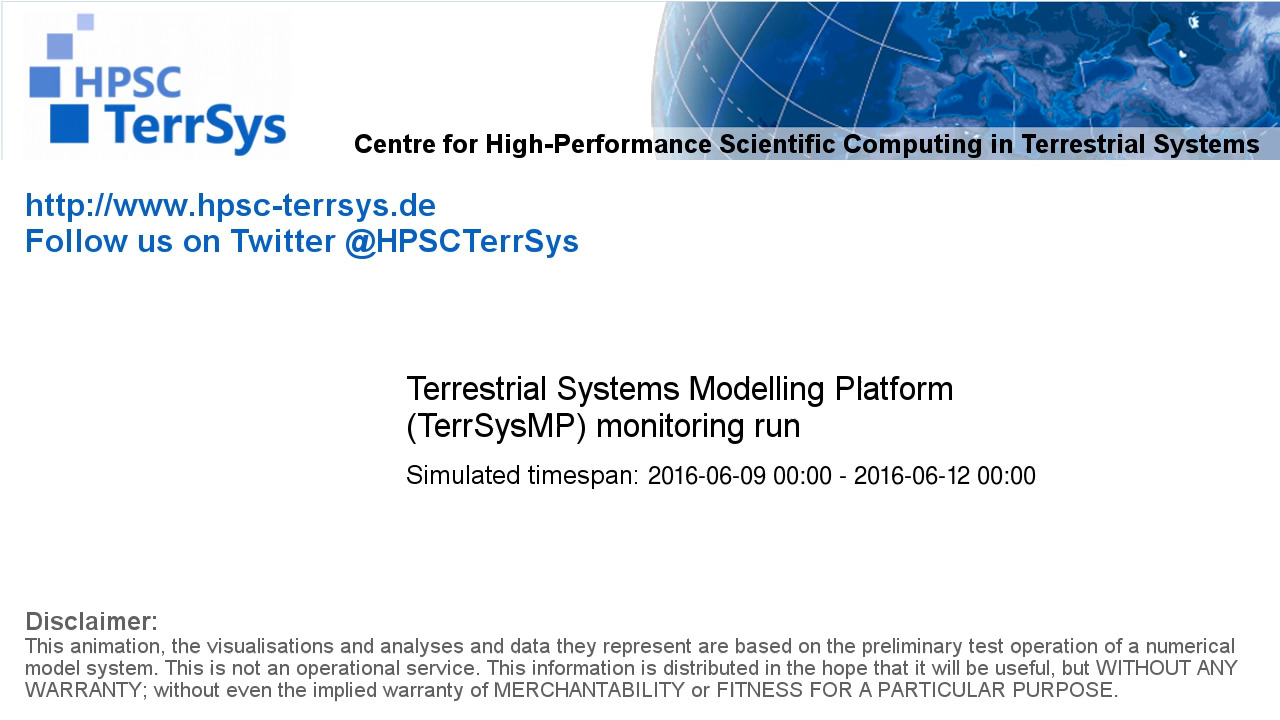 HPSC
TerrSys
Centre for High-Performance Scientific Computing in Terrestrial Systems
http://www.hpsc-terrsys.de
Follow us on Twitter @HPSCTerrSys
Terrestrial Systems Modelling Platform
(TerrSysMP) monitoring run
Simulated timespan: 2016-06-09 00:00 - 2016-06-12 00:00
Disclaimer:
This animation, the visualisations and analyses and data they represent are based on the preliminary test operation of a numerical
model system. This is not an operational service. This information is distributed in the hope that it will be useful, but WITHOUT ANY
WARRANTY; without even the implied warranty of MERCHANTABILITY or FITNESS FOR A PARTICULAR PURPOSE.